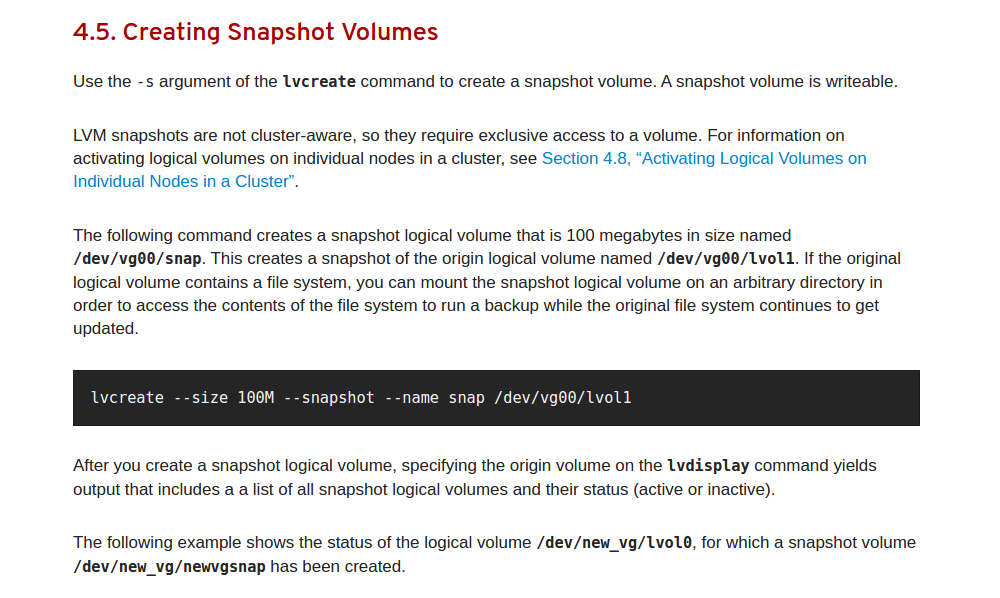 4.5. Creating Snapshot Volumes
Use the -s argument of the lvcreate command to create a snapshot volume. A snapshot volume is writeable.
LVM snapshots are not cluster-aware, so they require exclusive access to a volume. For information on
activating logical volumes on individual nodes in a cluster, see Section 4.8, “Activating Logical Volumes on
Individual Nodes in a Cluster”.
The following command creates a snapshot logical volume that is 100 megabytes in size named
/dev/vg00/snap. This creates a snapshot of the origin logical volume named /dev/vg00/lvol1. If the original
logical volume contains a file system, you can mount the snapshot logical volume on an arbitrary directory in
order to access the contents of the file system to run a backup while the original file system continues to get
updated.
lvcreate --size 100M --snapshot --name snap /dev/vg00/lvol1
After you create a snapshot logical volume, specifying the origin volume on the lvdisplay command yields
output that includes a a list of all snapshot logical volumes and their status (active or inactive).
The following example shows the status of the logical volume /dev/new_vg/lvol0, for which a snapshot volume
/dev/new_vg/newvgsnap has been created.